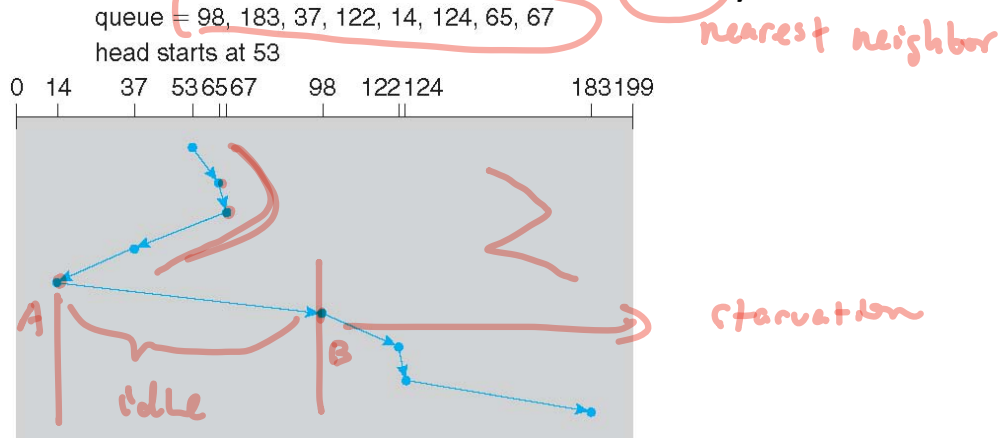 queue = 98, 183, 37, 122, 14, 124, 65, 67
nearest neighbor
head starts at 53
0 14 37 53 65 67 98 122 124 183 199
A
B
starvation
idle